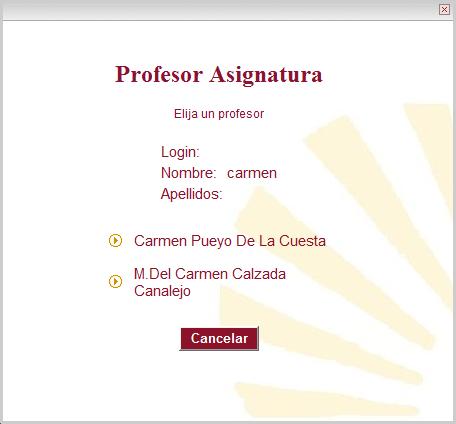 Profesor Asignatura
Elija un profesor
Login:
Nombre: carmen
Apellidos:
Carmen Pueyo De La Cuesta
M.Del Carmen Calzada
Canalejo
Cancelar